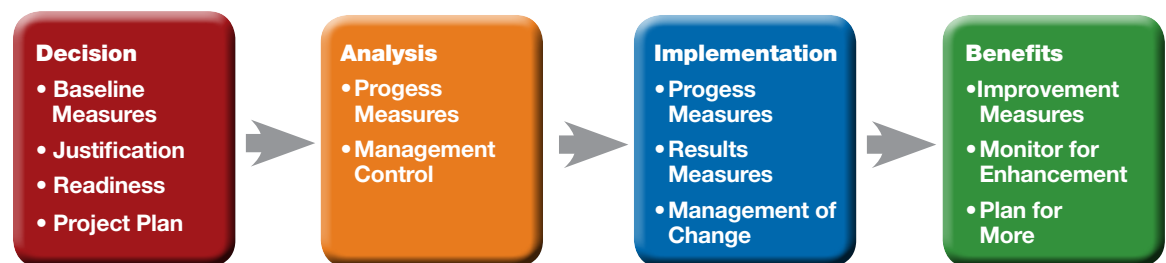 Decision
• Baseline
Measures
• Justification
• Readiness
• Project Plan
Analysis
• Progess
Measures
• Management
Control
Implementation
• Progess
Measures
• Results
Measures
• Management of
Change
Benefits
•Improvement
Measures
• Monitor for
Enhancement
• Plan for
More